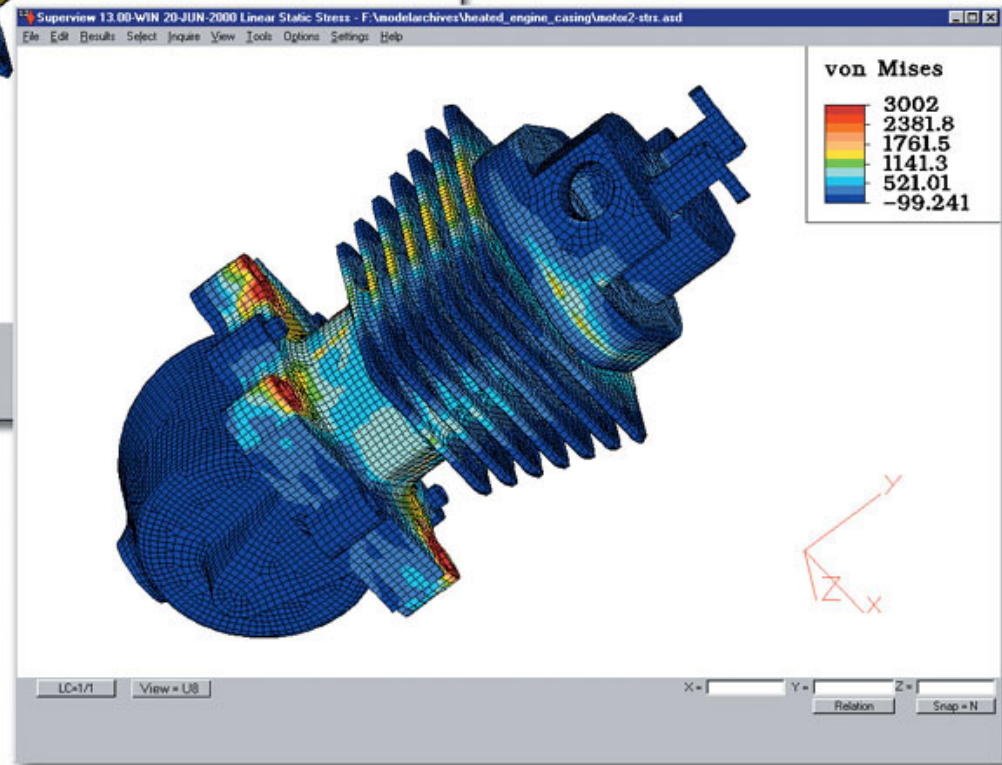 Superview 13.00-WIN 20-JUN-2000 Linear Static Stress - F:\modelarchives\heated_engine_casing\motor2-strs.asd
File Edit Results Select Inquire View Tools Options Settings Help
von Mises
3002
2381.8
1761.5
1141.3
521.01
-99.241
Y
Z
X
LC=1/1 View = U8 X = Y = Z =
Relation Snap = N